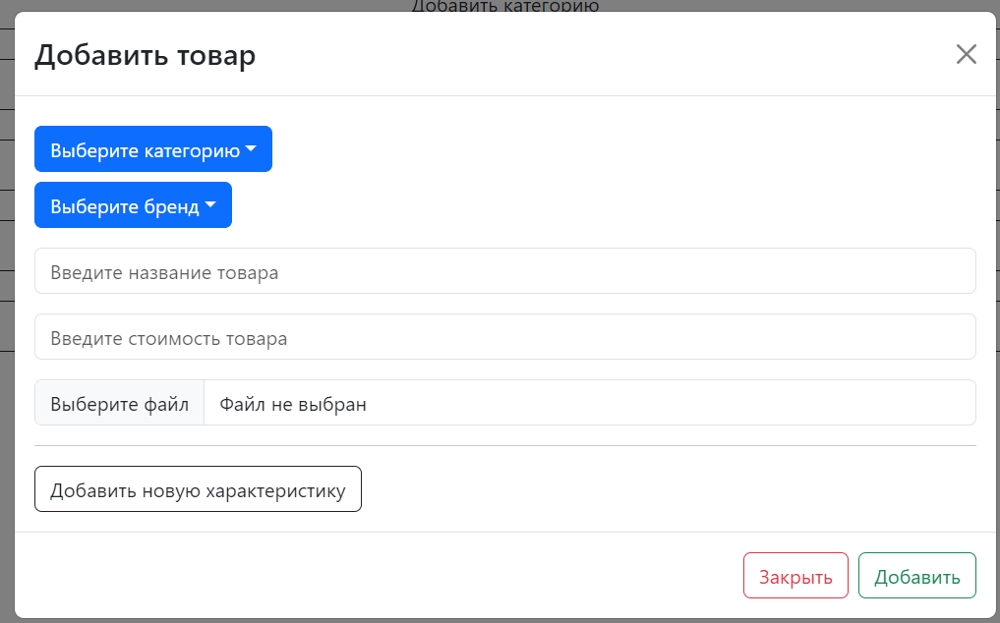 Добавить категорию
Добавить товар
Выберите категорию
Выберите бренд
Введите название товара
Введите стоимость товара
Выберите файл Файл не выбран
Добавить новую характеристику
Закрыть Добавить